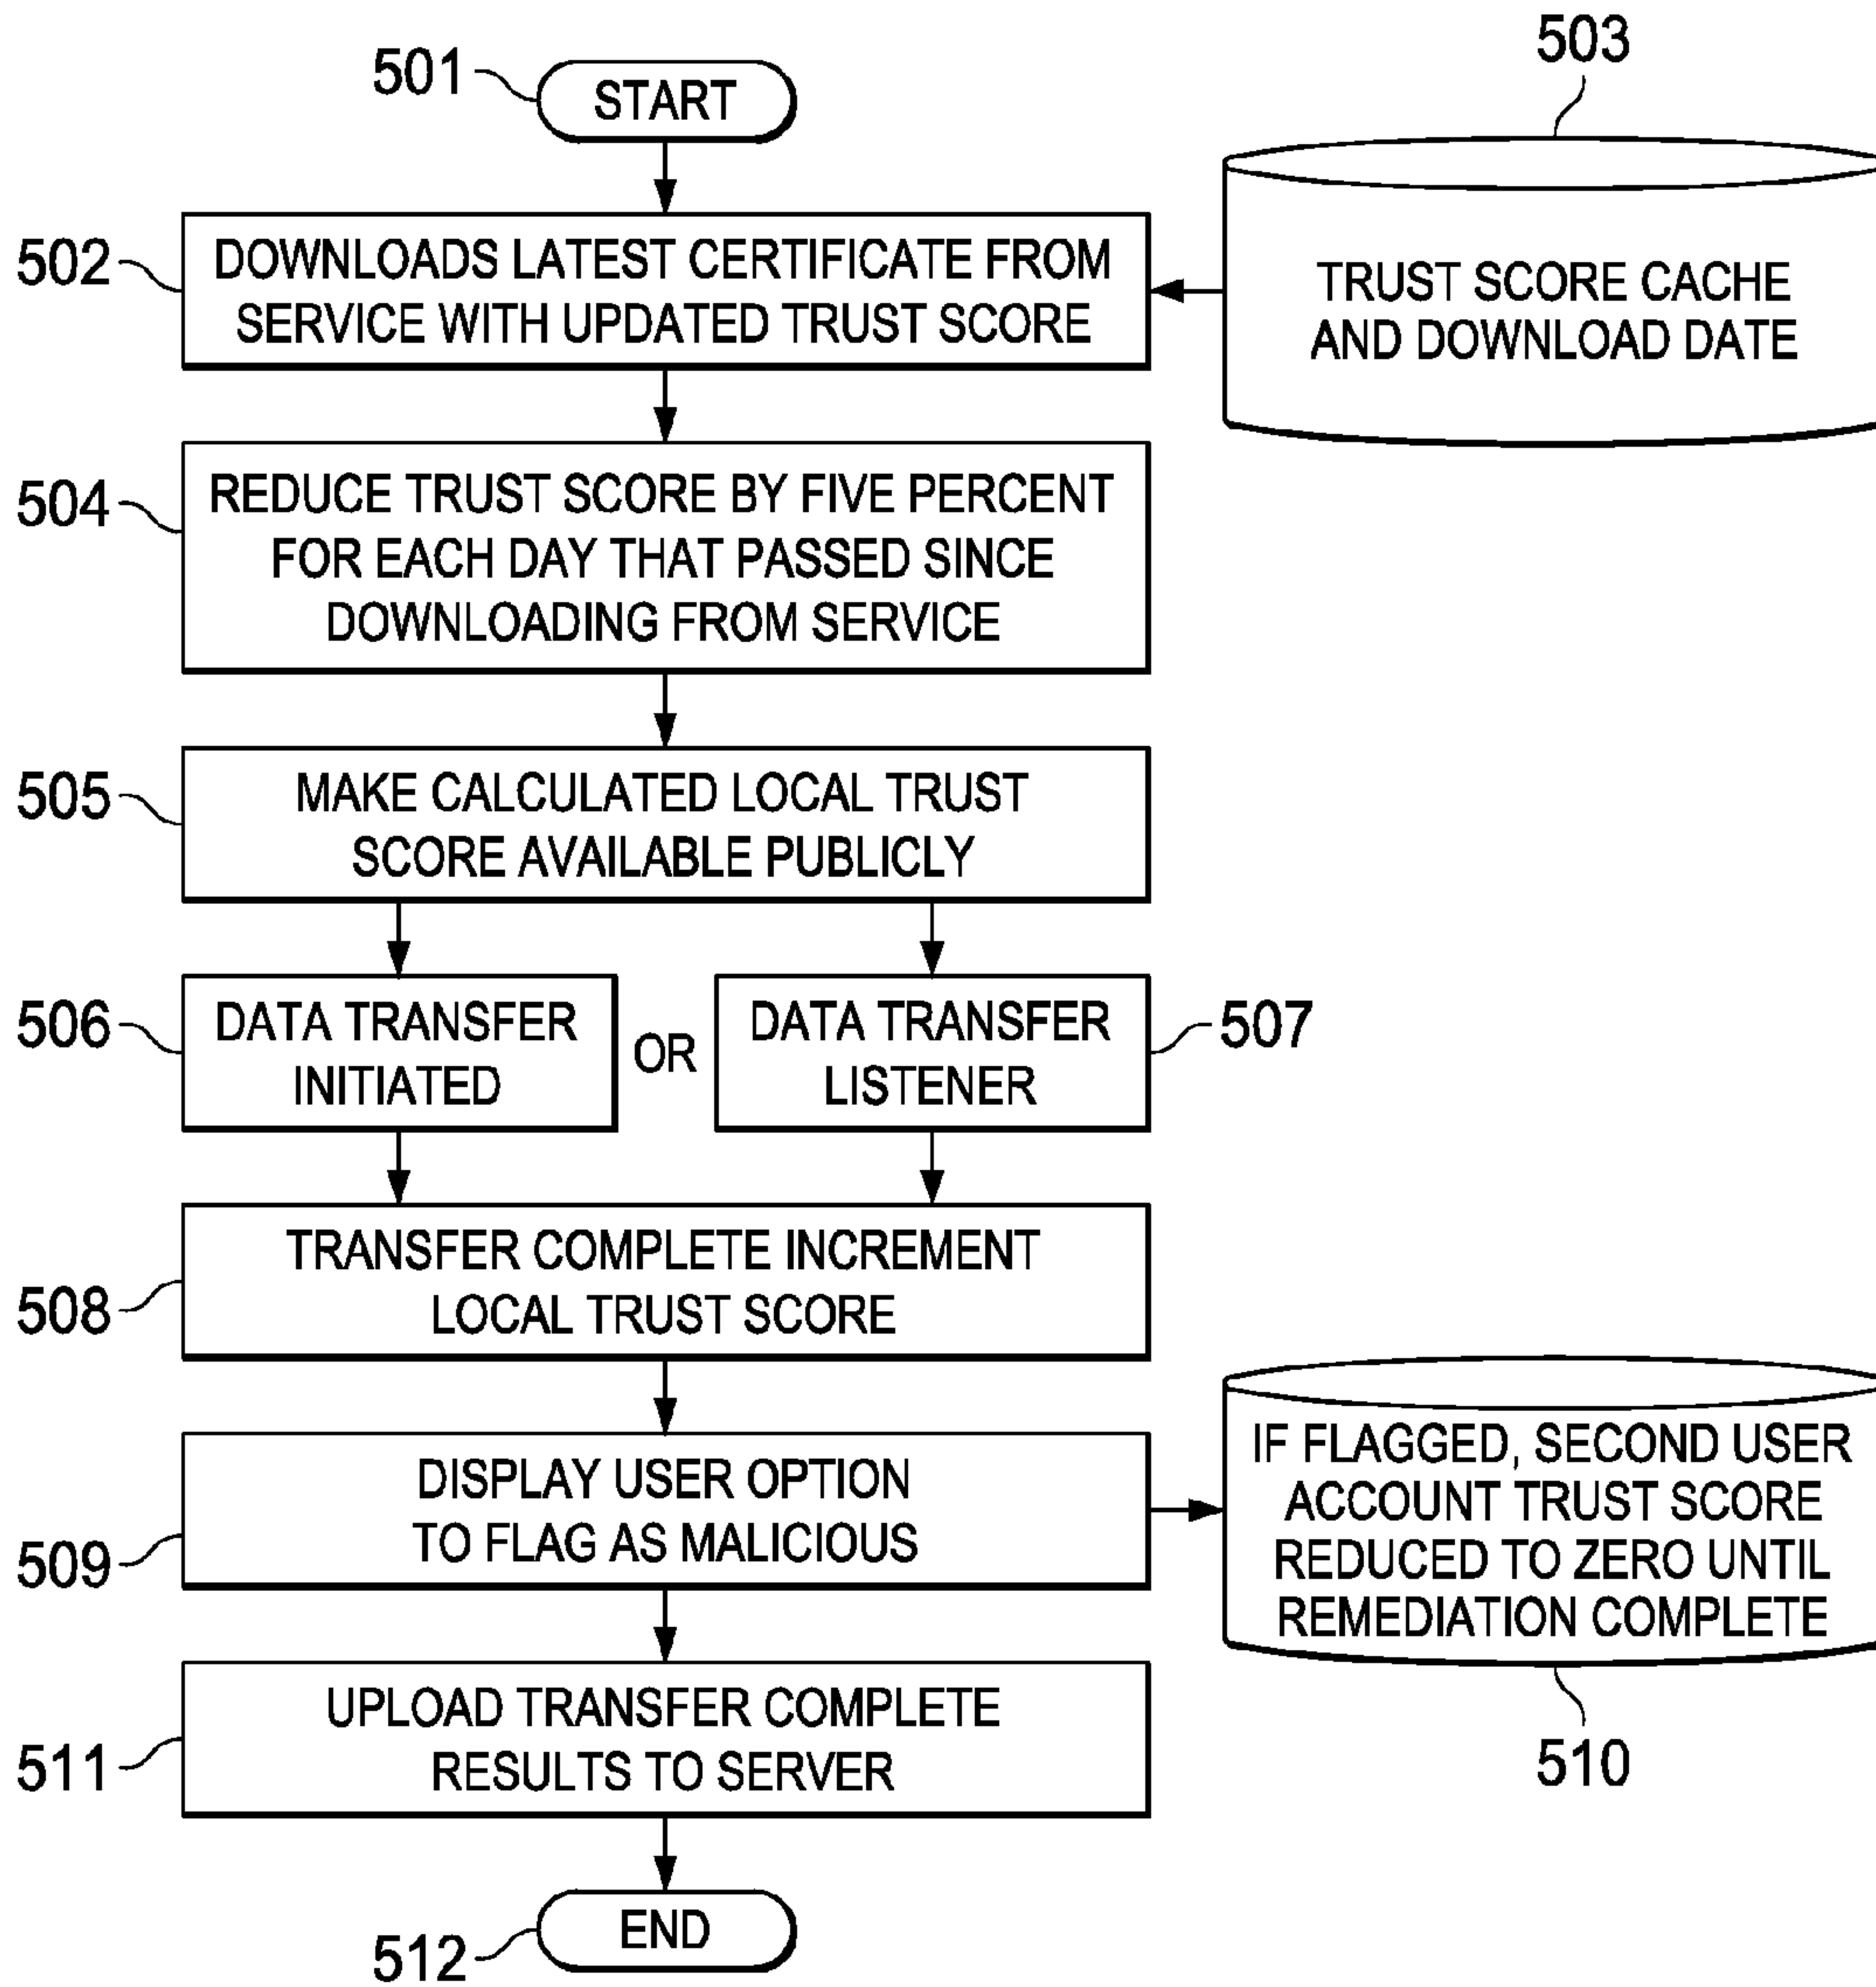 501
START
503
502
DOWNLOADS LATEST CERTIFICATE FROM
SERVICE WITH UPDATED TRUST SCORE
TRUST SCORE CACHE
AND DOWNLOAD DATE
504
REDUCE TRUST SCORE BY FIVE PERCENT
FOR EACH DAY THAT PASSED SINCE
DOWNLOADING FROM SERVICE
505
MAKE CALCULATED LOCAL TRUST
SCORE AVAILABLE PUBLICLY
506
DATA TRANSFER
INITIATED
OR
DATA TRANSFER
LISTENER
507
508
TRANSFER COMPLETE INCREMENT
LOCAL TRUST SCORE
509
DISPLAY USER OPTION
TO FLAG AS MALICIOUS
IF FLAGGED, SECOND USER
ACCOUNT TRUST SCORE
REDUCED TO ZERO UNTIL
REMEDIATION COMPLETE
510
511
UPLOAD TRANSFER COMPLETE
RESULTS TO SERVER
512
END